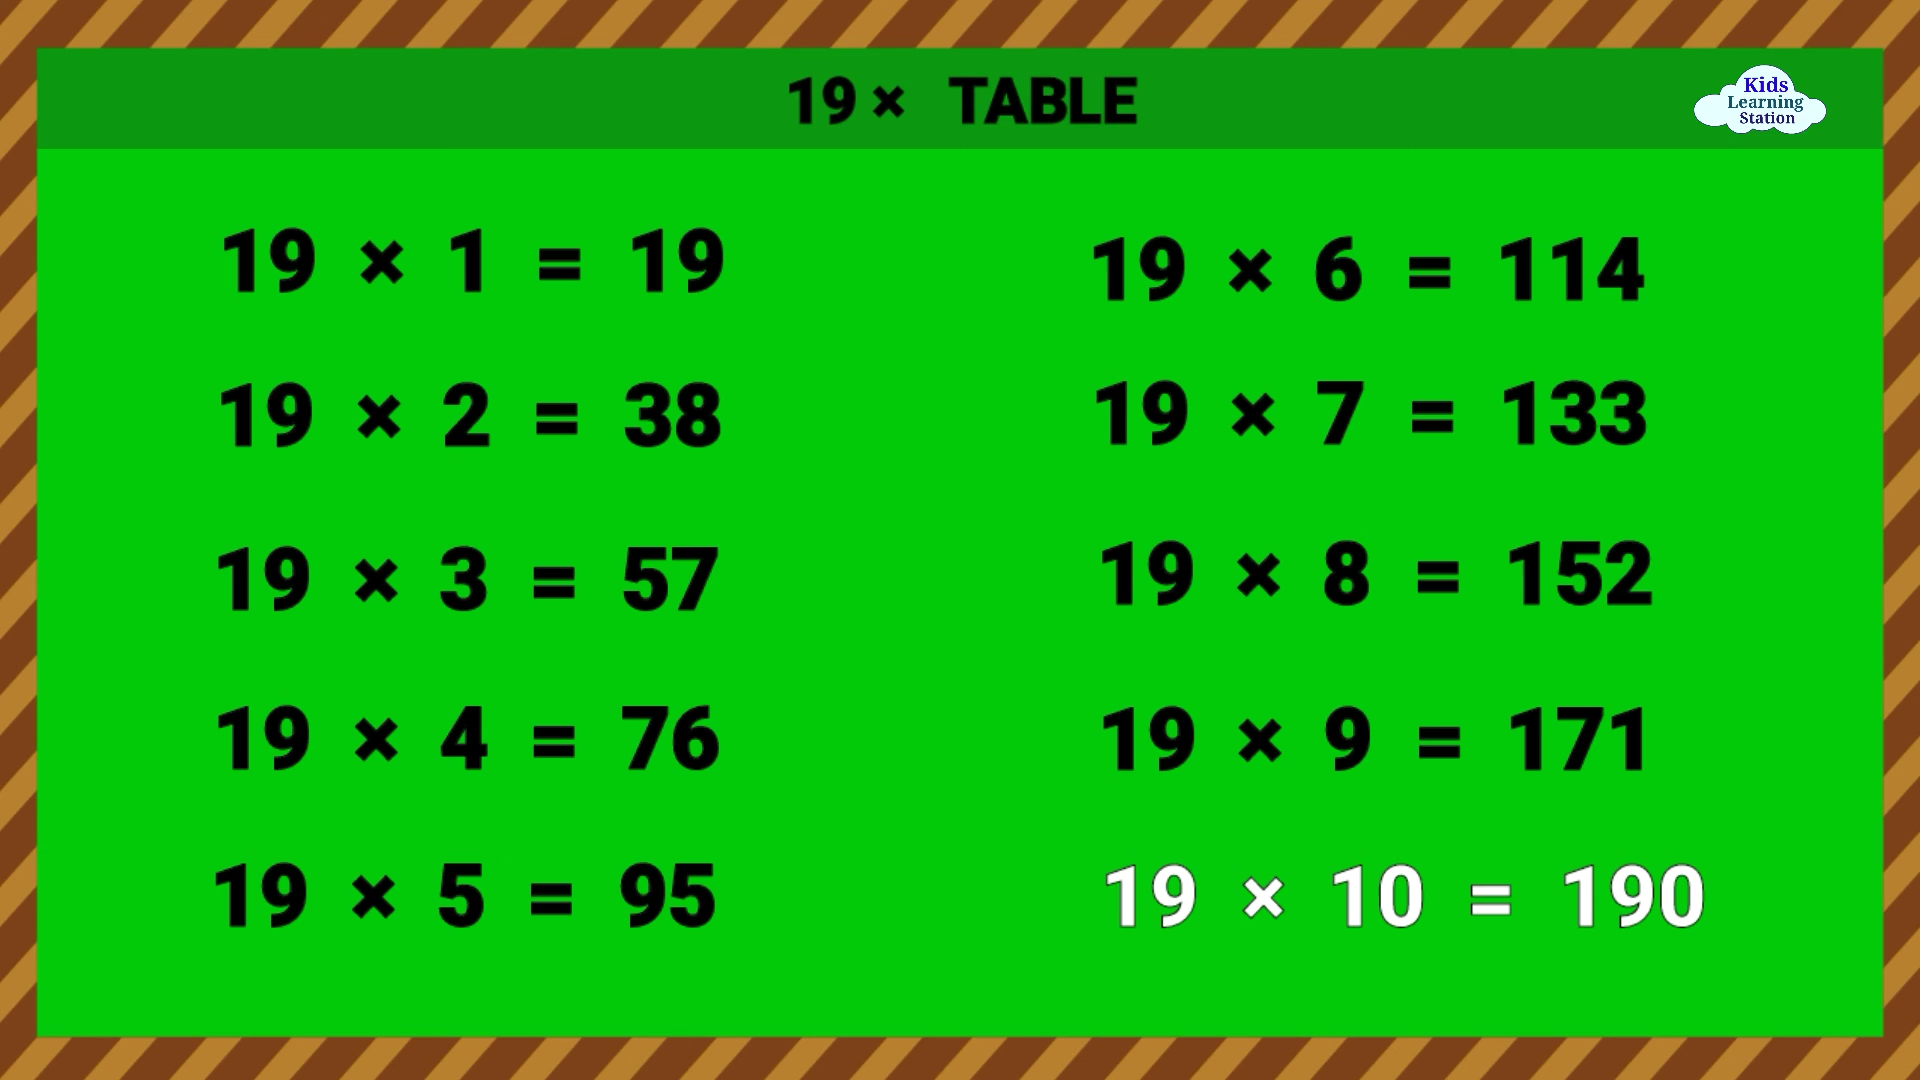 19 × TABLE
Kids
Learning
Station
19 × 1 = 19
19 × 2 = 38
19 × 3 = 57
19 × 4 = 76
19 × 5 = 95
19 × 6 = 114
19 × 7 = 133
19 × 8 = 152
19 × 9 = 171
19 × 10 = 190